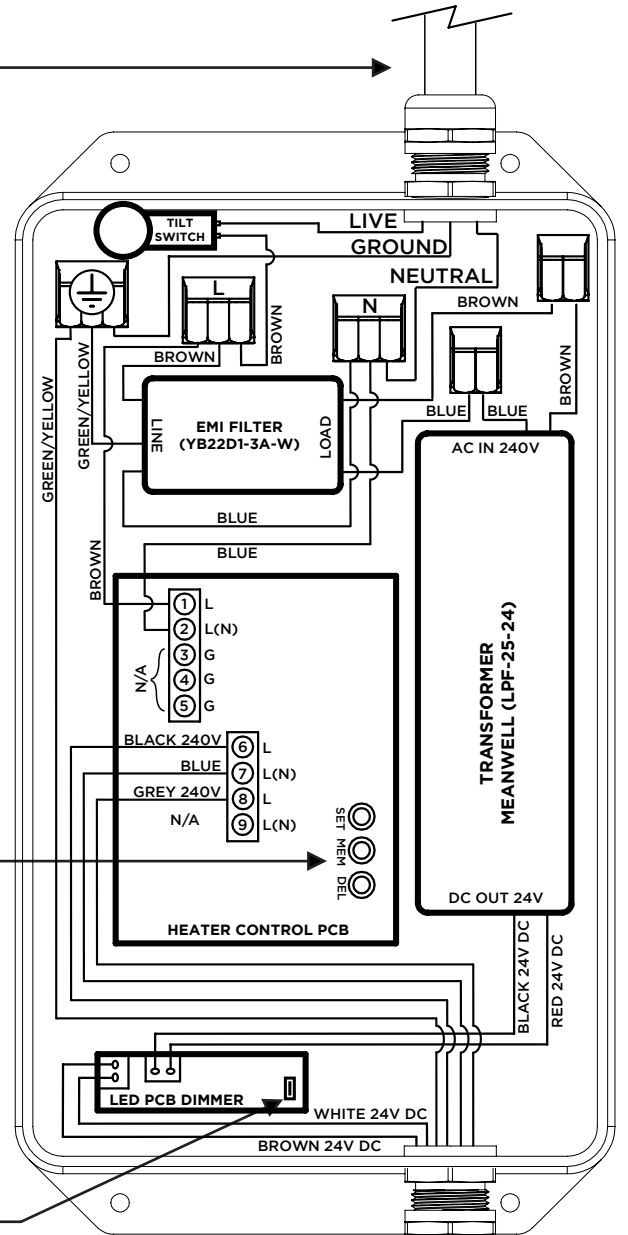 TILT
SWITCH
LIVE
GROUND
NEUTRAL
L
N
BROWN
BROWN
BROWN
BROWN
GREEN/YELLOW
GREEN/YELLOW
LINE
EMI FILTER
(YB22D1-3A-W)
LOAD
BLUE
BLUE
AC IN 240V
BLUE
BLUE
BROWN
1 L
2 L(N)
3 G
4 G
5 G
N/A
BLACK 240V
6 L
BLUE
7 L(N)
GREY 240V
8 L
N/A
9 L(N)
SET
MEM
DEL
HEATER CONTROL PCB
TRANSFORMER
MEANWELL (LPF-25-24)
DC OUT 24V
BLACK 24V DC
RED 24V DC
LED PCB DIMMER
WHITE 24V DC
BROWN 24V DC